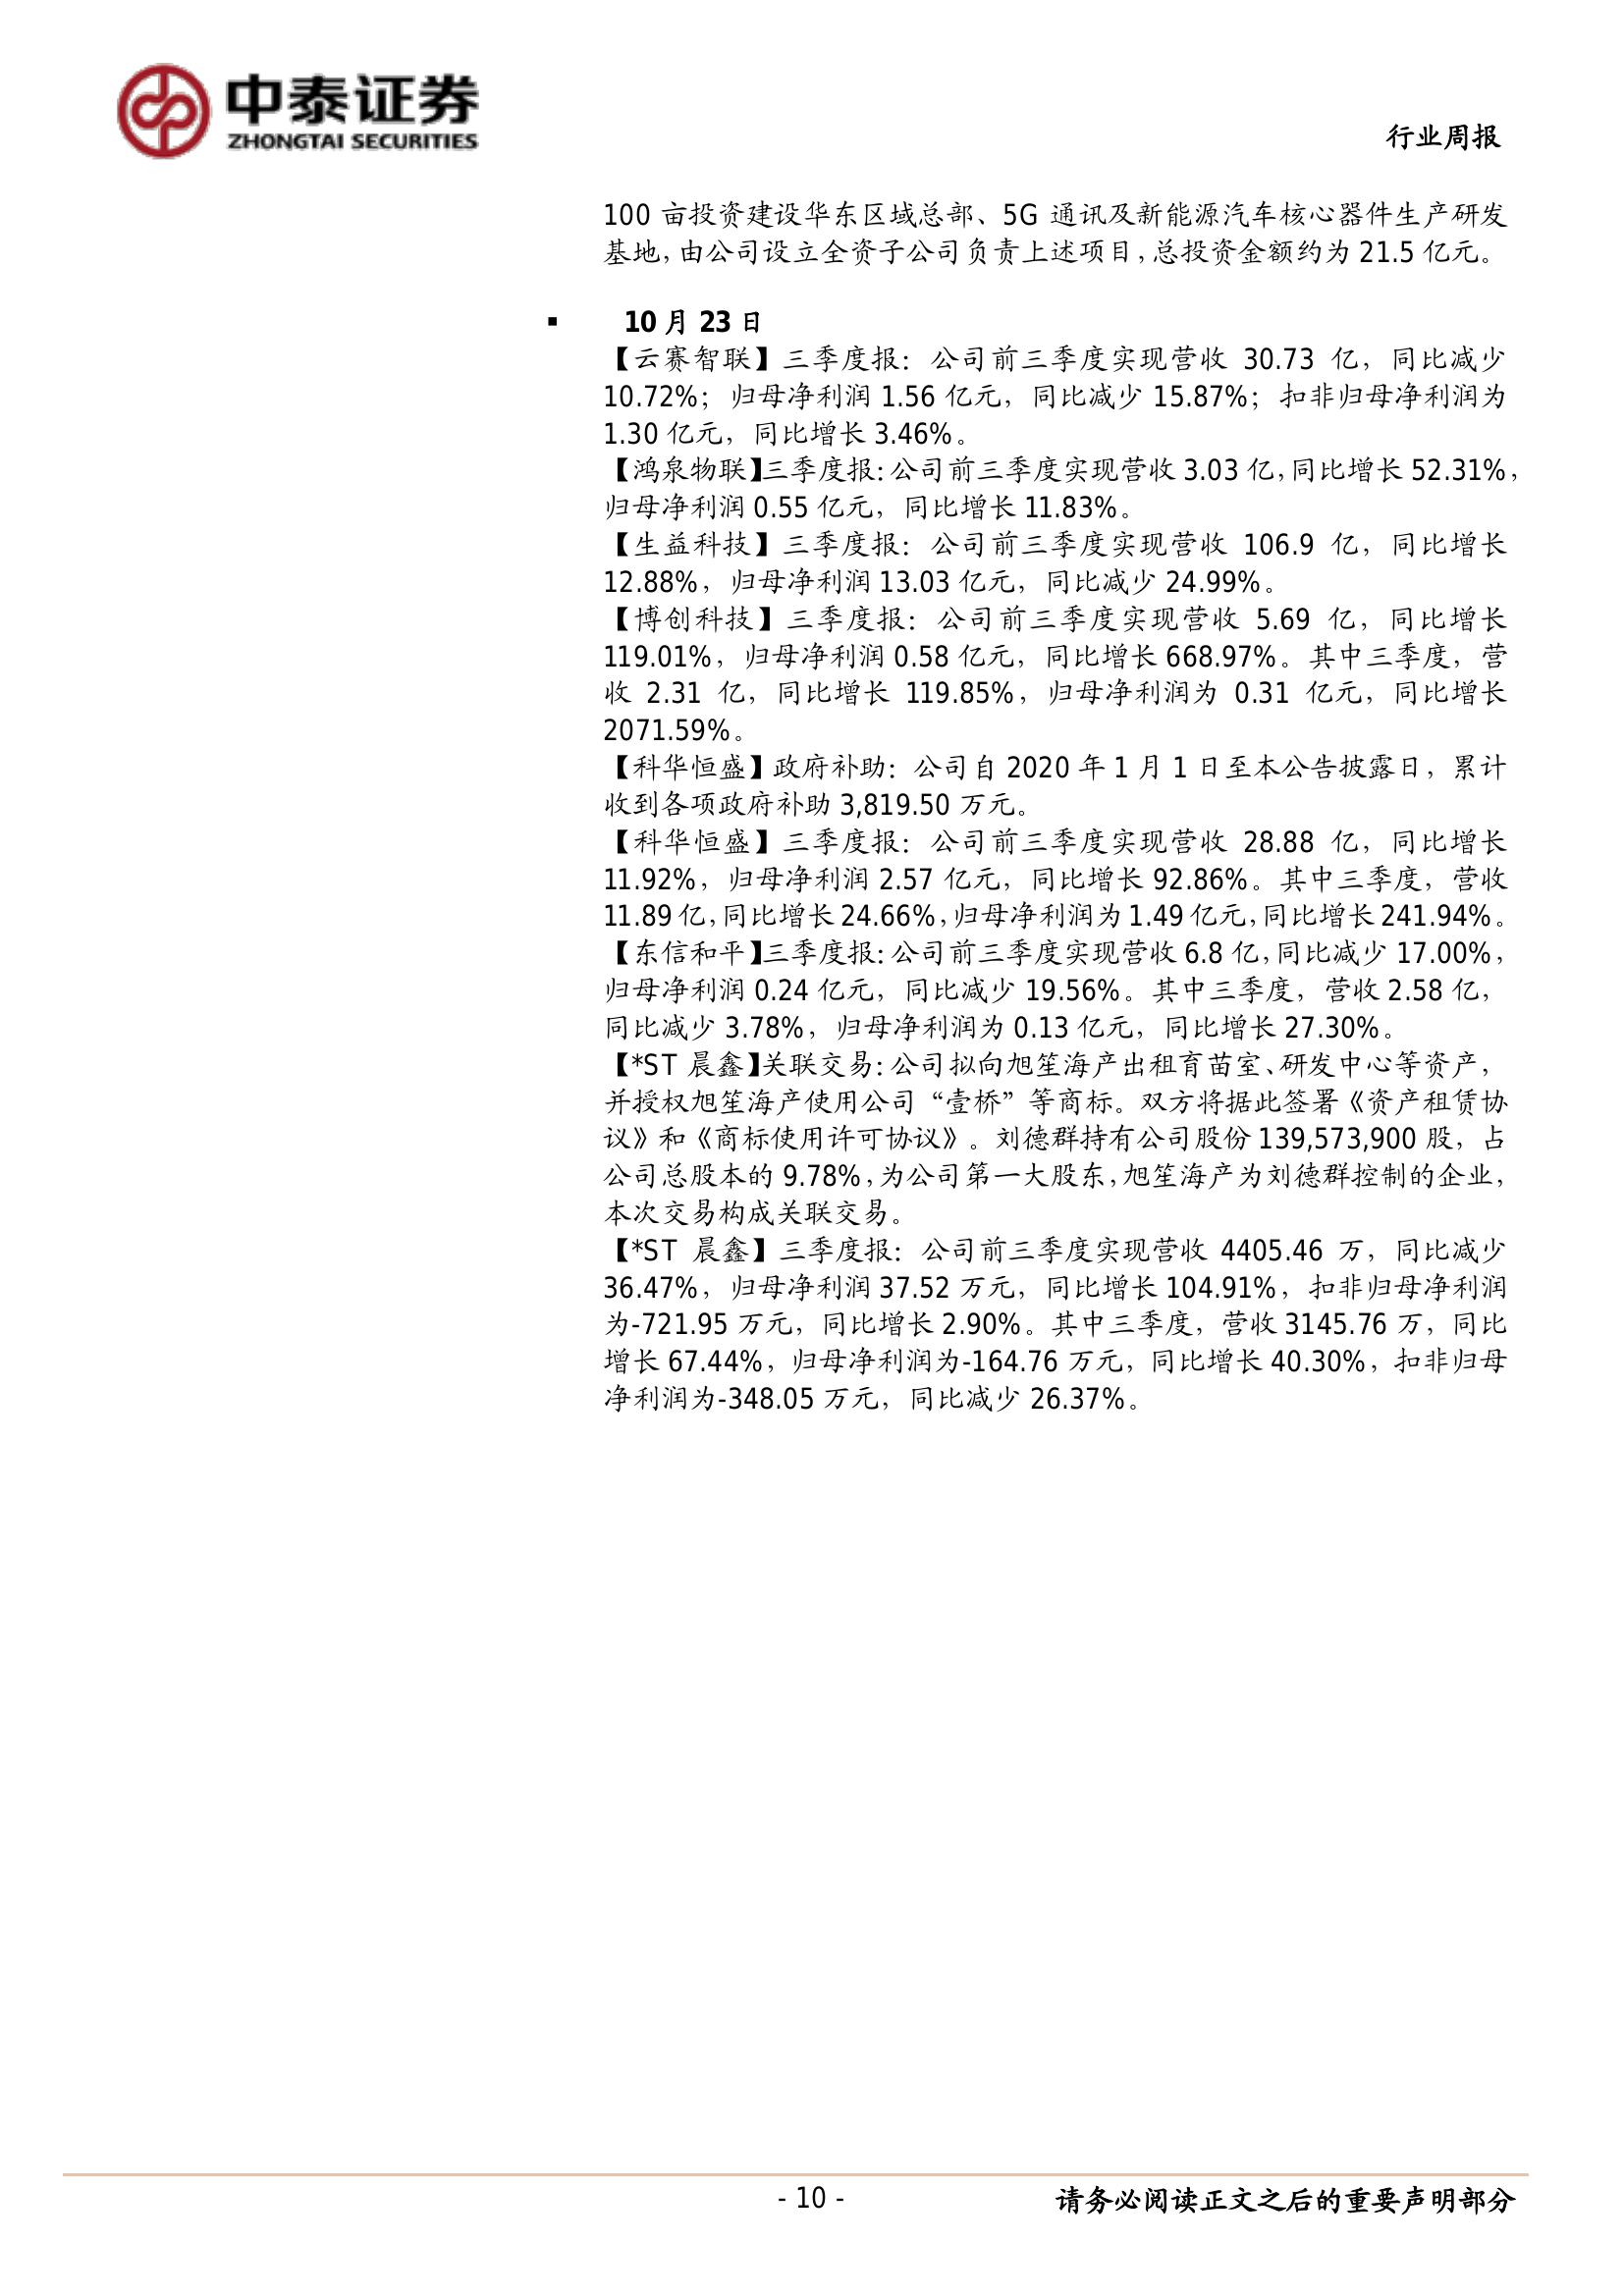 中泰证券
ZHONGTAI SECURITIES
行业周报
100 亩投资建设华东区域总部、5G 通讯及新能源汽车核心器件生产研发
基地，由公司设立全资子公司负责上述项目，总投资金额约为 21.5 亿元。
▪ 10 月 23 日
【云赛智联】三季度报：公司前三季度实现营收 30.73 亿，同比减少
10.72%；归母净利润 1.56 亿元，同比减少 15.87%；扣非归母净利润为
1.30 亿元，同比增长 3.46%。
【鸿泉物联】三季度报：公司前三季度实现营收 3.03 亿，同比增长 52.31%，
归母净利润 0.55 亿元，同比增长 11.83%。
【生益科技】三季度报：公司前三季度实现营收 106.9 亿，同比增长
12.88%，归母净利润 13.03 亿元，同比减少 24.99%。
【博创科技】三季度报：公司前三季度实现营收 5.69 亿，同比增长
119.01%，归母净利润 0.58 亿元，同比增长 668.97%。其中三季度，营
收 2.31 亿，同比增长 119.85%，归母净利润为 0.31 亿元，同比增长
2071.59%。
【科华恒盛】政府补助：公司自 2020 年 1 月 1 日至本公告披露日，累计
收到各项政府补助 3,819.50 万元。
【科华恒盛】三季度报：公司前三季度实现营收 28.88 亿，同比增长
11.92%，归母净利润 2.57 亿元，同比增长 92.86%。其中三季度，营收
11.89 亿，同比增长 24.66%，归母净利润为 1.49 亿元，同比增长 241.94%。
【东信和平】三季度报：公司前三季度实现营收 6.8 亿，同比减少 17.00%，
归母净利润 0.24 亿元，同比减少 19.56%。其中三季度，营收 2.58 亿，
同比减少 3.78%，归母净利润为 0.13 亿元，同比增长 27.30%。
【*ST 晨鑫】关联交易：公司拟向旭笙海产出租育苗室、研发中心等资产，
并授权旭笙海产使用公司“壹桥”等商标。双方将据此签署《资产租赁协
议》和《商标使用许可协议》。刘德群持有公司股份 139,573,900 股，占
公司总股本的 9.78%，为公司第一大股东，旭笙海产为刘德群控制的企业，
本次交易构成关联交易。
【*ST 晨鑫】三季度报：公司前三季度实现营收 4405.46 万，同比减少
36.47%，归母净利润 37.52 万元，同比增长 104.91%，扣非归母净利润
为-721.95 万元，同比增长 2.90%。其中三季度，营收 3145.76 万，同比
增长 67.44%，归母净利润为-164.76 万元，同比增长 40.30%，扣非归母
净利润为-348.05 万元，同比减少 26.37%。
- 10 -
请务必阅读正文之后的重要声明部分